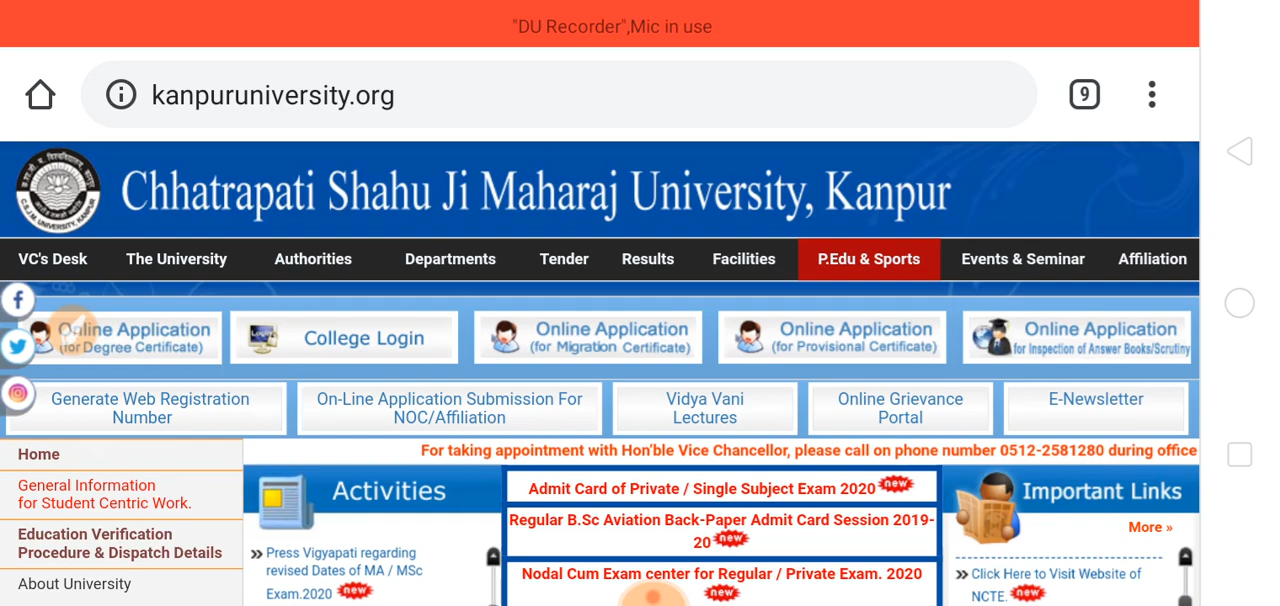 "DU Recorder",Mic in use
kanpuruniversity.org
9
Chhatrapati Shahu Ji Maharaj University, Kanpur
VC's Desk The University Authorities Departments Tender Results Facilities P.Edu & Sports Events & Seminar Affiliation
Online Application
(for Degree Certificate)
College Login
Online Application
(for Migration Certificate)
Online Application
(for Provisional Certificate)
Online Application
for Inspection of Answer Books/Scrutiny
Generate Web Registration
Number
On-Line Application Submission For
NOC/Affiliation
Vidya Vani
Lectures
Online Grievance
Portal
E-Newsletter
For taking appointment with Hon'ble Vice Chancellor, please call on phone number 0512-2581280 during office
Home
General Information
for Student Centric Work.
Education Verification
Procedure & Dispatch Details
About University
Activities
Press Vigyapati regarding
revised Dates of MA / MSc
Exam.2020 new
Admit Card of Private / Single Subject Exam 2020 new
Regular B.Sc Aviation Back-Paper Admit Card Session 2019-
20 new
Nodal Cum Exam center for Regular / Private Exam. 2020
new
Important Links
More »
Click Here to Visit Website of
NCTE. new